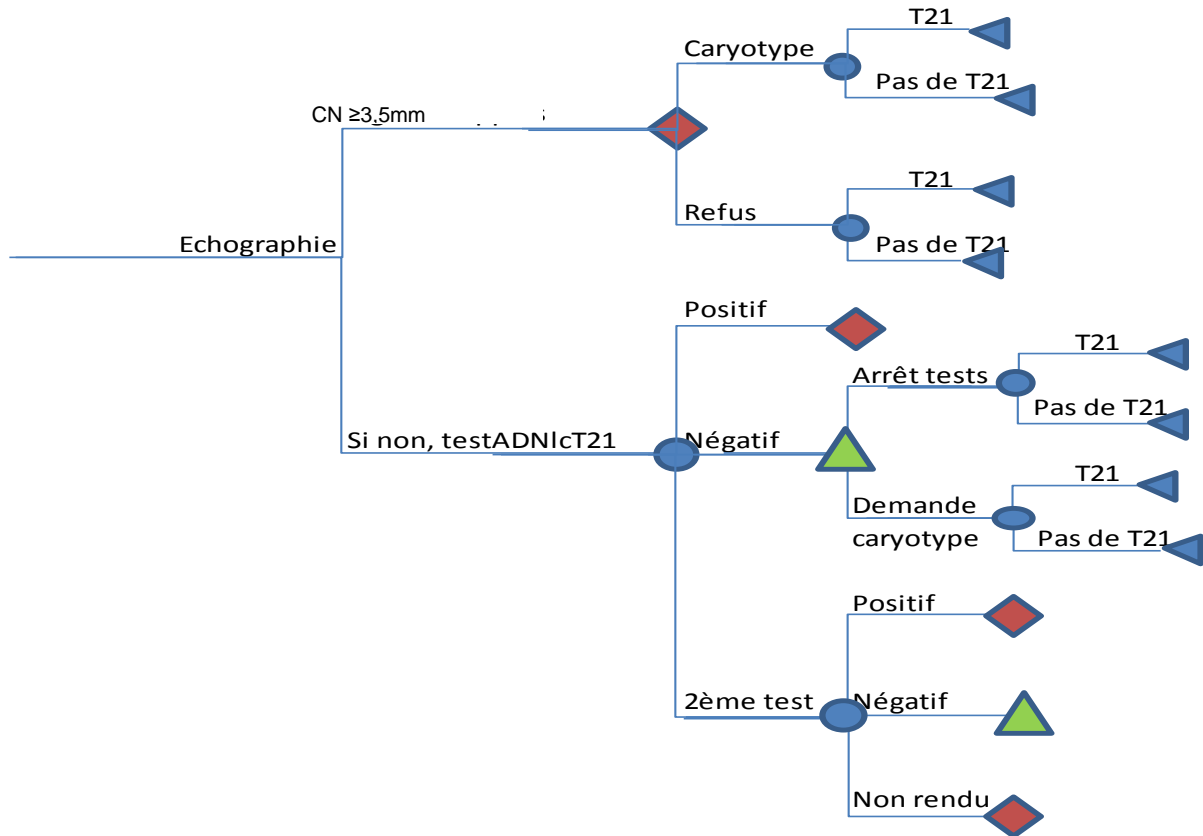 T21
Caryotype
Pas de T21
CN ≥3,5mm
T21
Refus
Pas de T21
Echographie
Positif
T21
Arrêt tests
Pas de T21
Si non, testADNlcT21
Négatif
T21
Demande
caryotype
Pas de T21
Positif
2ème test
Négatif
Non rendu